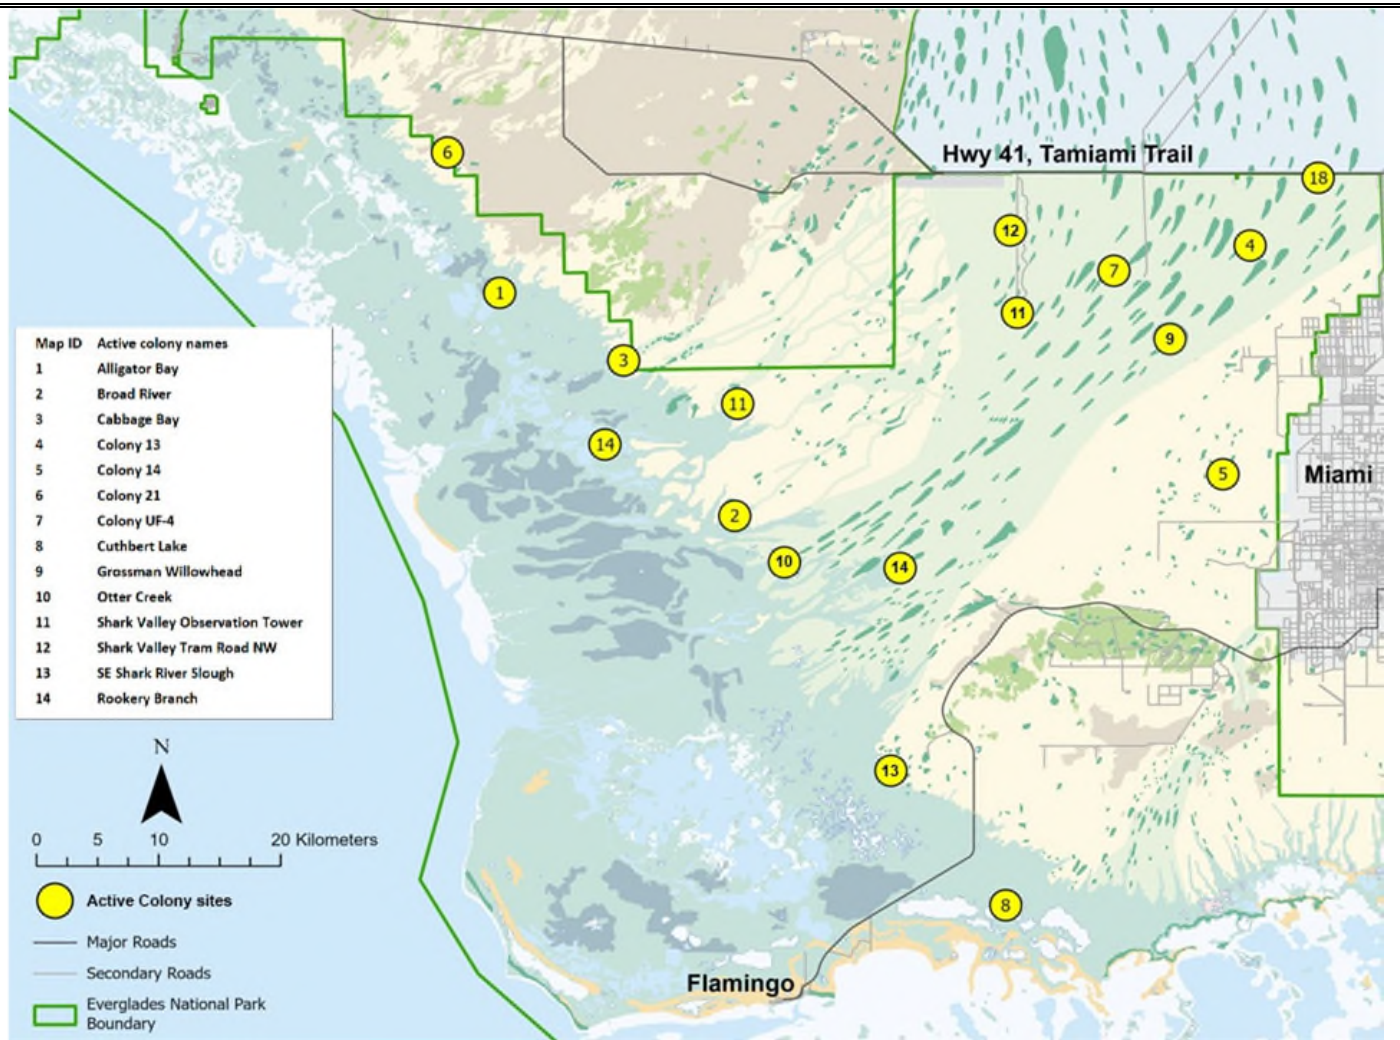 Hwy 41, Tamiami Trail
6
18
12
4
7
1
11
9
3
11
14
5
Miami
2
10
14
13
8
Flamingo
Map ID Active colony names
1 Alligator Bay
2 Broad River
3 Cabbage Bay
4 Colony 13
5 Colony 14
6 Colony 21
7 Colony UF-4
8 Cuthbert Lake
9 Grossman Willowhead
10 Otter Creek
11 Shark Valley Observation Tower
12 Shark Valley Tram Road NW
13 SE Shark River Slough
14 Rookery Branch
N
0 5 10 20 Kilometers
Active Colony sites
Major Roads
Secondary Roads
Everglades National Park
Boundary